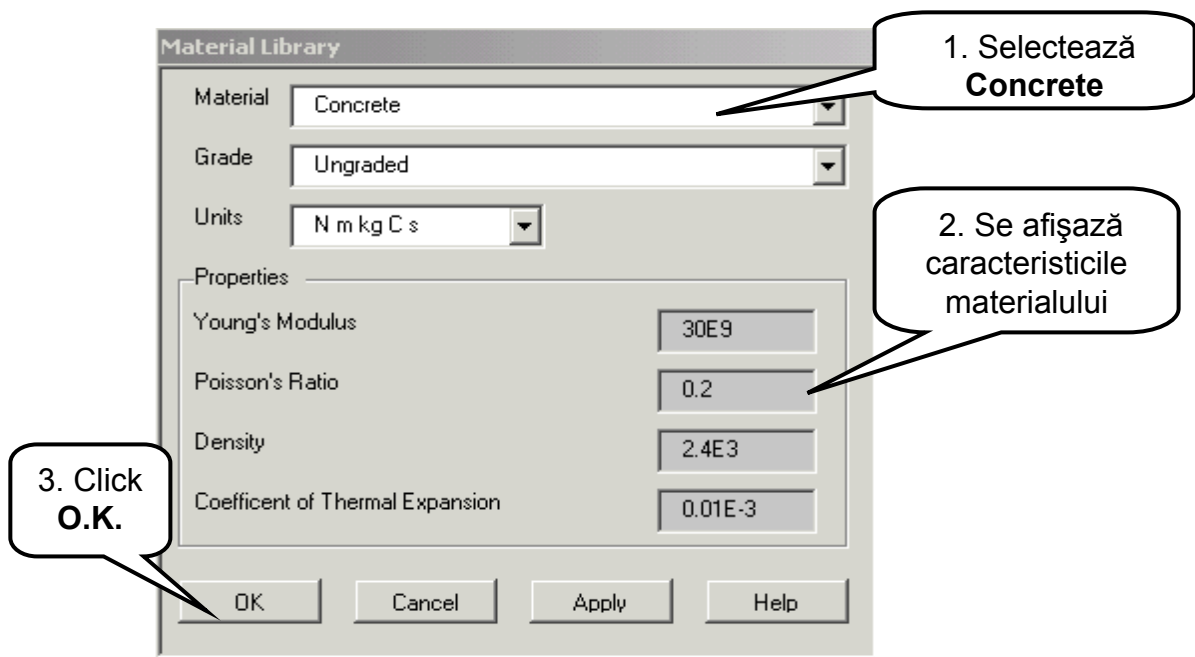 Material Library
1. Selectează
Concrete
Material
Concrete
Grade
Ungraded
Units
N m kg C s
2. Se afişază
caracteristicile
materialului
Properties
Young's Modulus
30E9
Poisson's Ratio
0.2
Density
2.4E3
Coefficent of Thermal Expansion
0.01E-3
3. Click
O.K.
OK
Cancel
Apply
Help